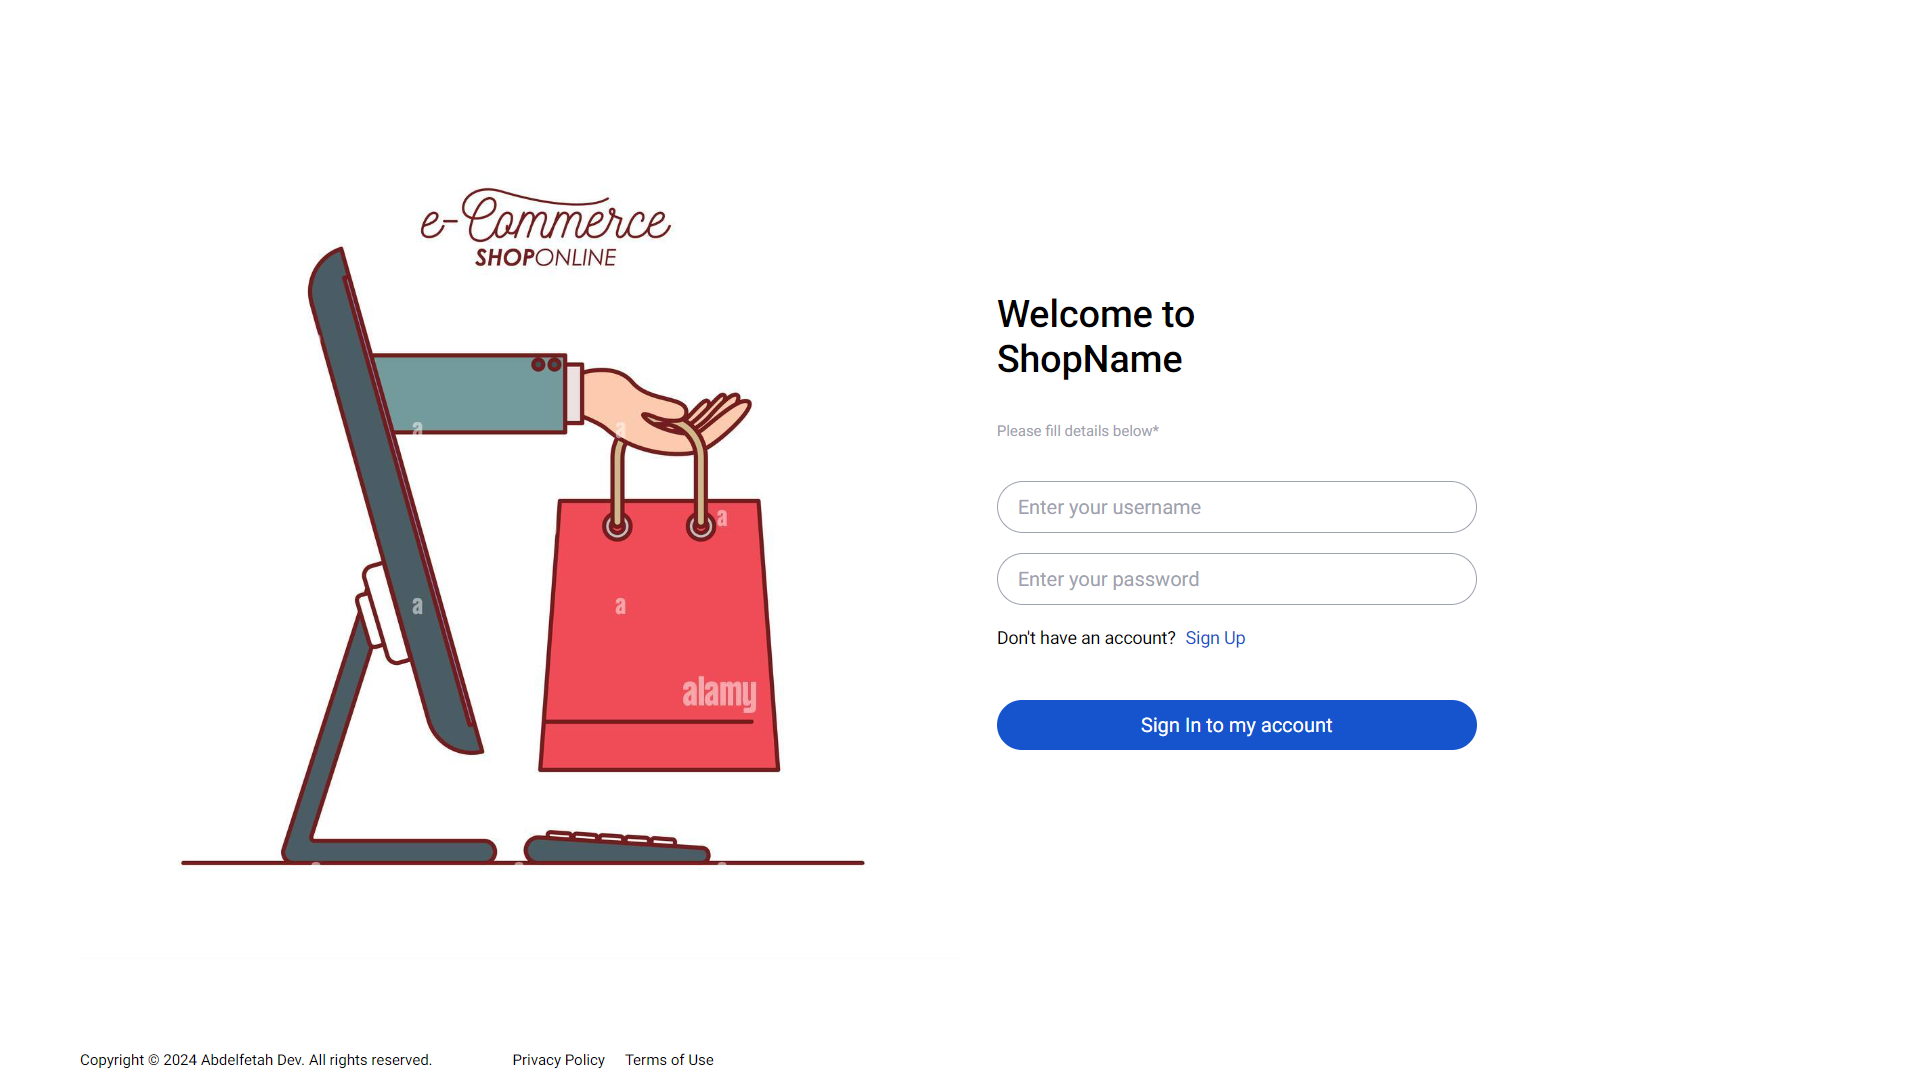 e-Commerce
SHOPONLINE
Welcome to
ShopName
Please fill details below*
Enter your username
Enter your password
Don't have an account? Sign Up
Sign In to my account
a
a
a
a
a
alamy
Copyright © 2024 Abdelfetah Dev. All rights reserved.
Privacy Policy
Terms of Use